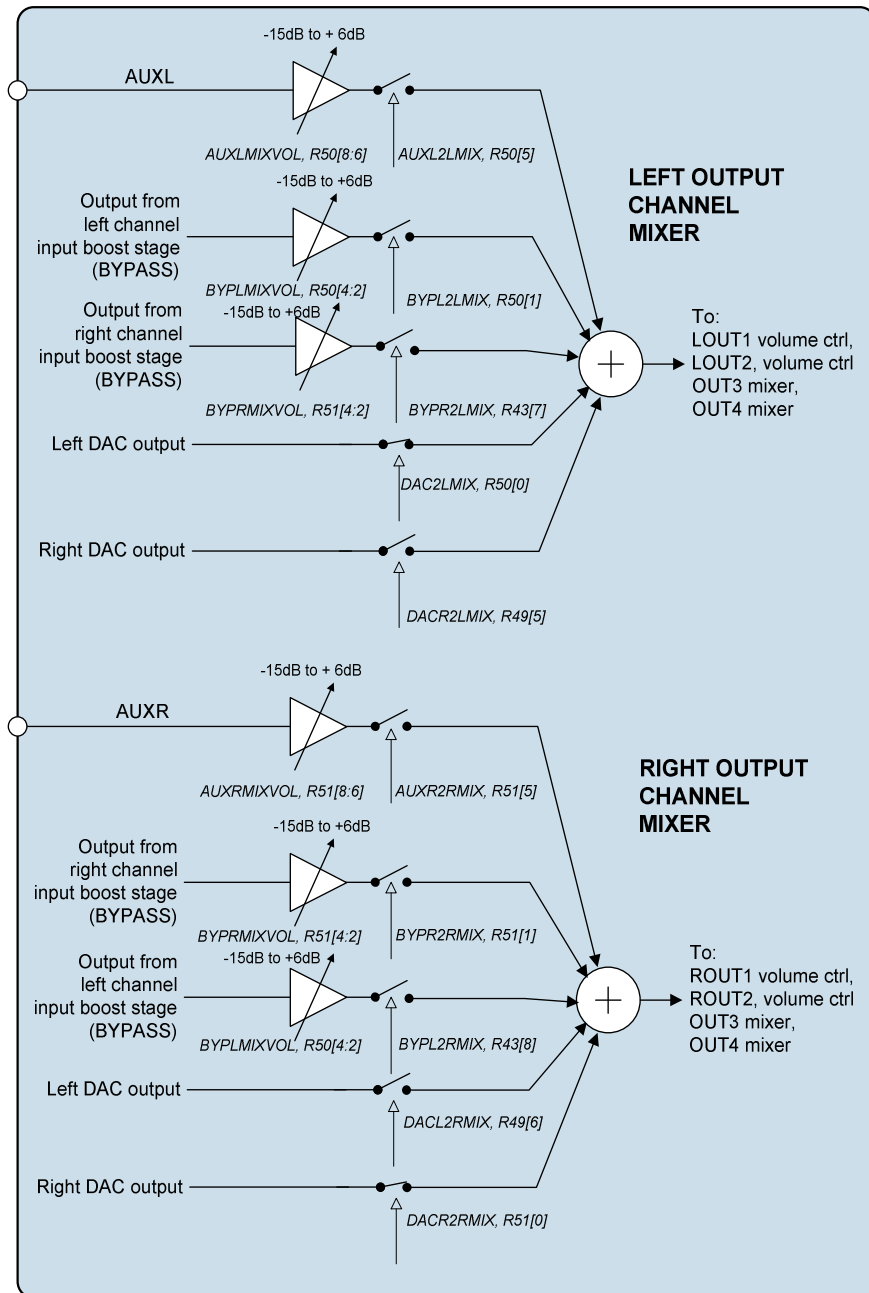 -15dB to + 6dB
AUXL
AUXLMIXVOL, R50[8:6]
AUXL2LMIX, R50[5]
LEFT OUTPUT
CHANNEL
MIXER
-15dB to +6dB
Output from
left channel
input boost stage
(BYPASS)
BYPLMIXVOL, R50[4:2]
BYPL2LMIX, R50[1]
-15dB to +6dB
Output from
right channel
input boost stage
(BYPASS)
BYPRMIXVOL, R51[4:2]
BYPR2LMIX, R43[7]
To:
LOUT1 volume ctrl,
LOUT2, volume ctrl
OUT3 mixer,
OUT4 mixer
Left DAC output
DAC2LMIX, R50[0]
Right DAC output
DACR2LMIX, R49[5]
-15dB to + 6dB
AUXR
AUXRMIXVOL, R51[8:6]
AUXR2RMIX, R51[5]
RIGHT OUTPUT
CHANNEL
MIXER
-15dB to +6dB
Output from
right channel
input boost stage
(BYPASS)
BYPRMIXVOL, R51[4:2]
BYPR2RMIX, R51[1]
-15dB to +6dB
Output from
left channel
input boost stage
(BYPASS)
BYPLMIXVOL, R50[4:2]
BYPL2RMIX, R43[8]
To:
ROUT1 volume ctrl,
ROUT2, volume ctrl
OUT3 mixer,
OUT4 mixer
Left DAC output
DACL2RMIX, R49[6]
Right DAC output
DACR2RMIX, R51[0]